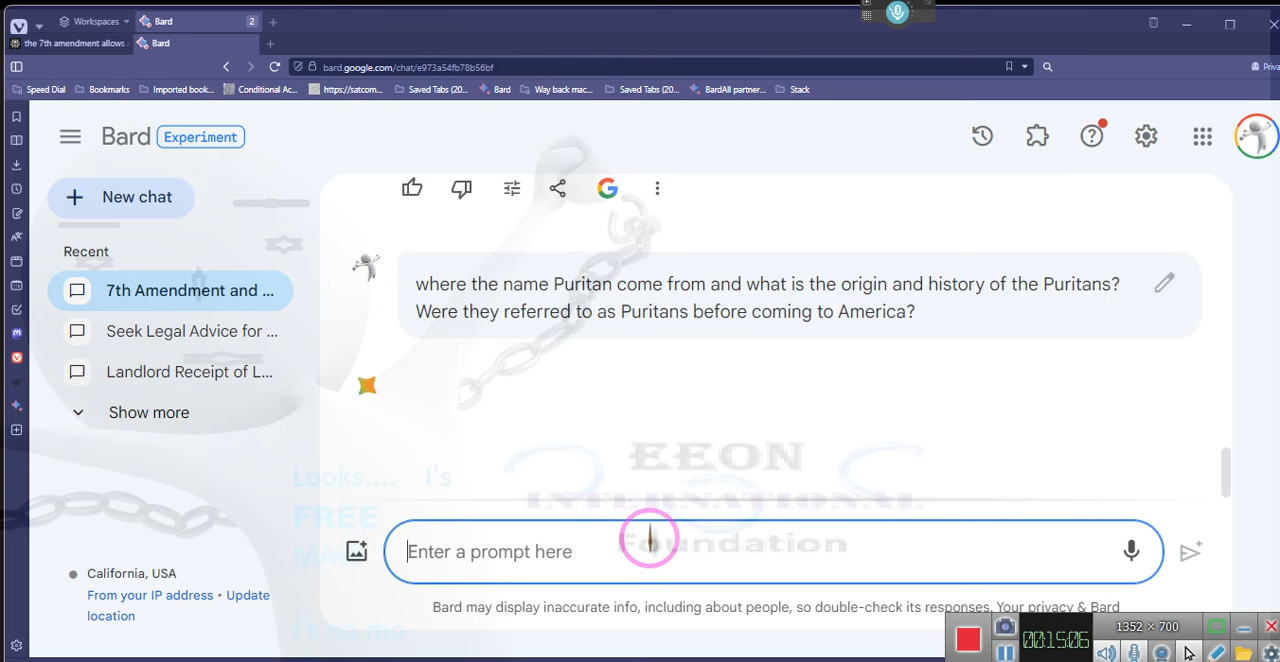 Workspaces
Bard
2
the 7th amendment allows
Bard
bard.google.com/chat/e973a54fb78b56bf
Priva
Speed Dial
Bookmarks
Imported book...
Conditional Ac...
https://satcom...
Saved Tabs (20...
Bard
Way back mac...
Saved Tabs (20...
BardAll partner...
Stack
Bard
Experiment
New chat
Recent
7th Amendment and ...
Seek Legal Advice for ...
Landlord Receipt of L...
Show more
where the name Puritan come from and what is the origin and history of the Puritans?
Were they referred to as Puritans before coming to America?
EEON
INTERNATIONAL
Foundation
Looks.... I's
FREE
Enter a prompt here
California, USA
From your IP address • Update
location
Bard may display inaccurate info, including about people, so double-check its responses. Your privacy & Bard
I's no mo
1352 × 700
00:15:06